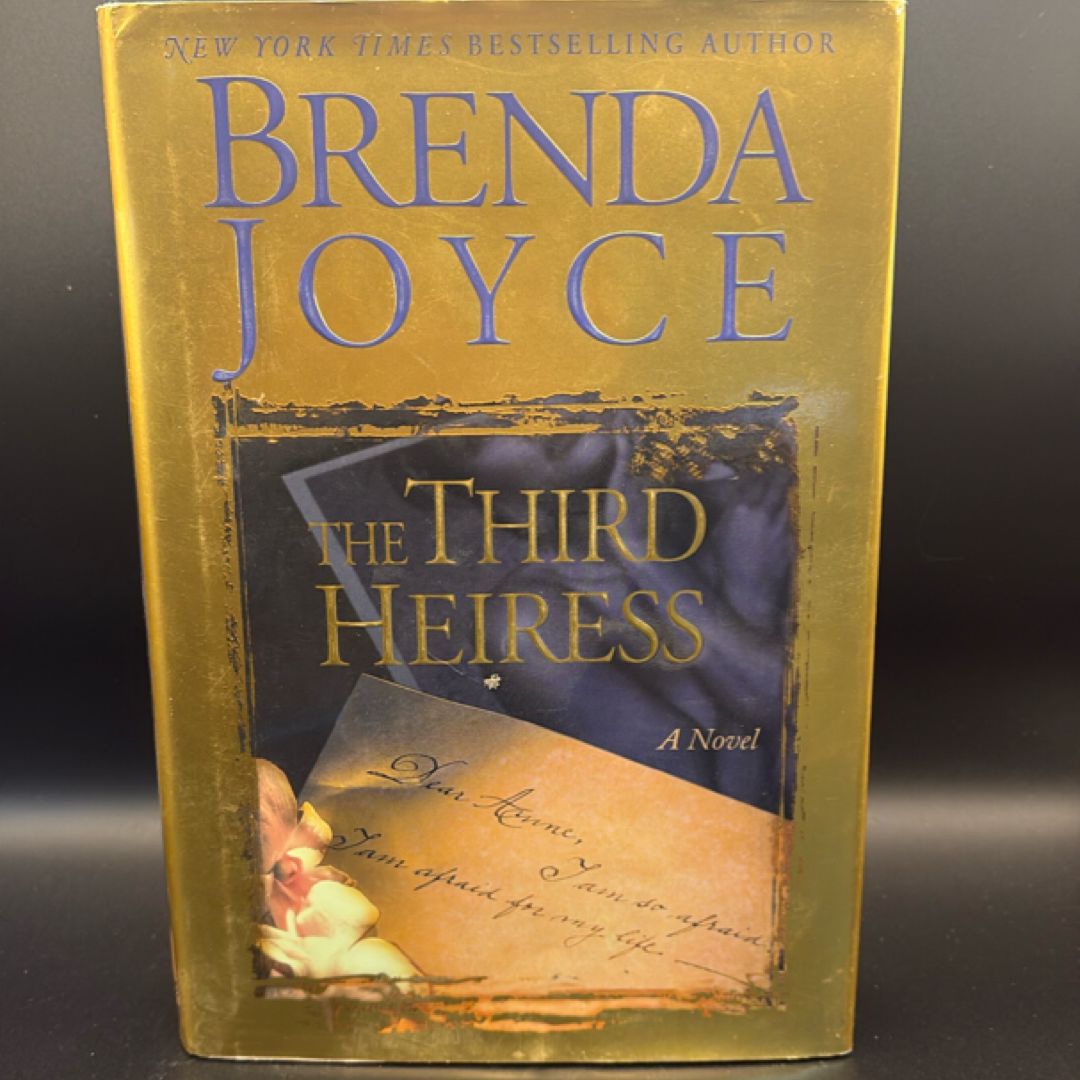 NEW YORK TIMES BESTSELLING AUTHOR
BRENDA
JOYCE
THE THIRD
HEIRESS
A Novel
Dear Anne,
I am so afraid.
I am afraid for my life —